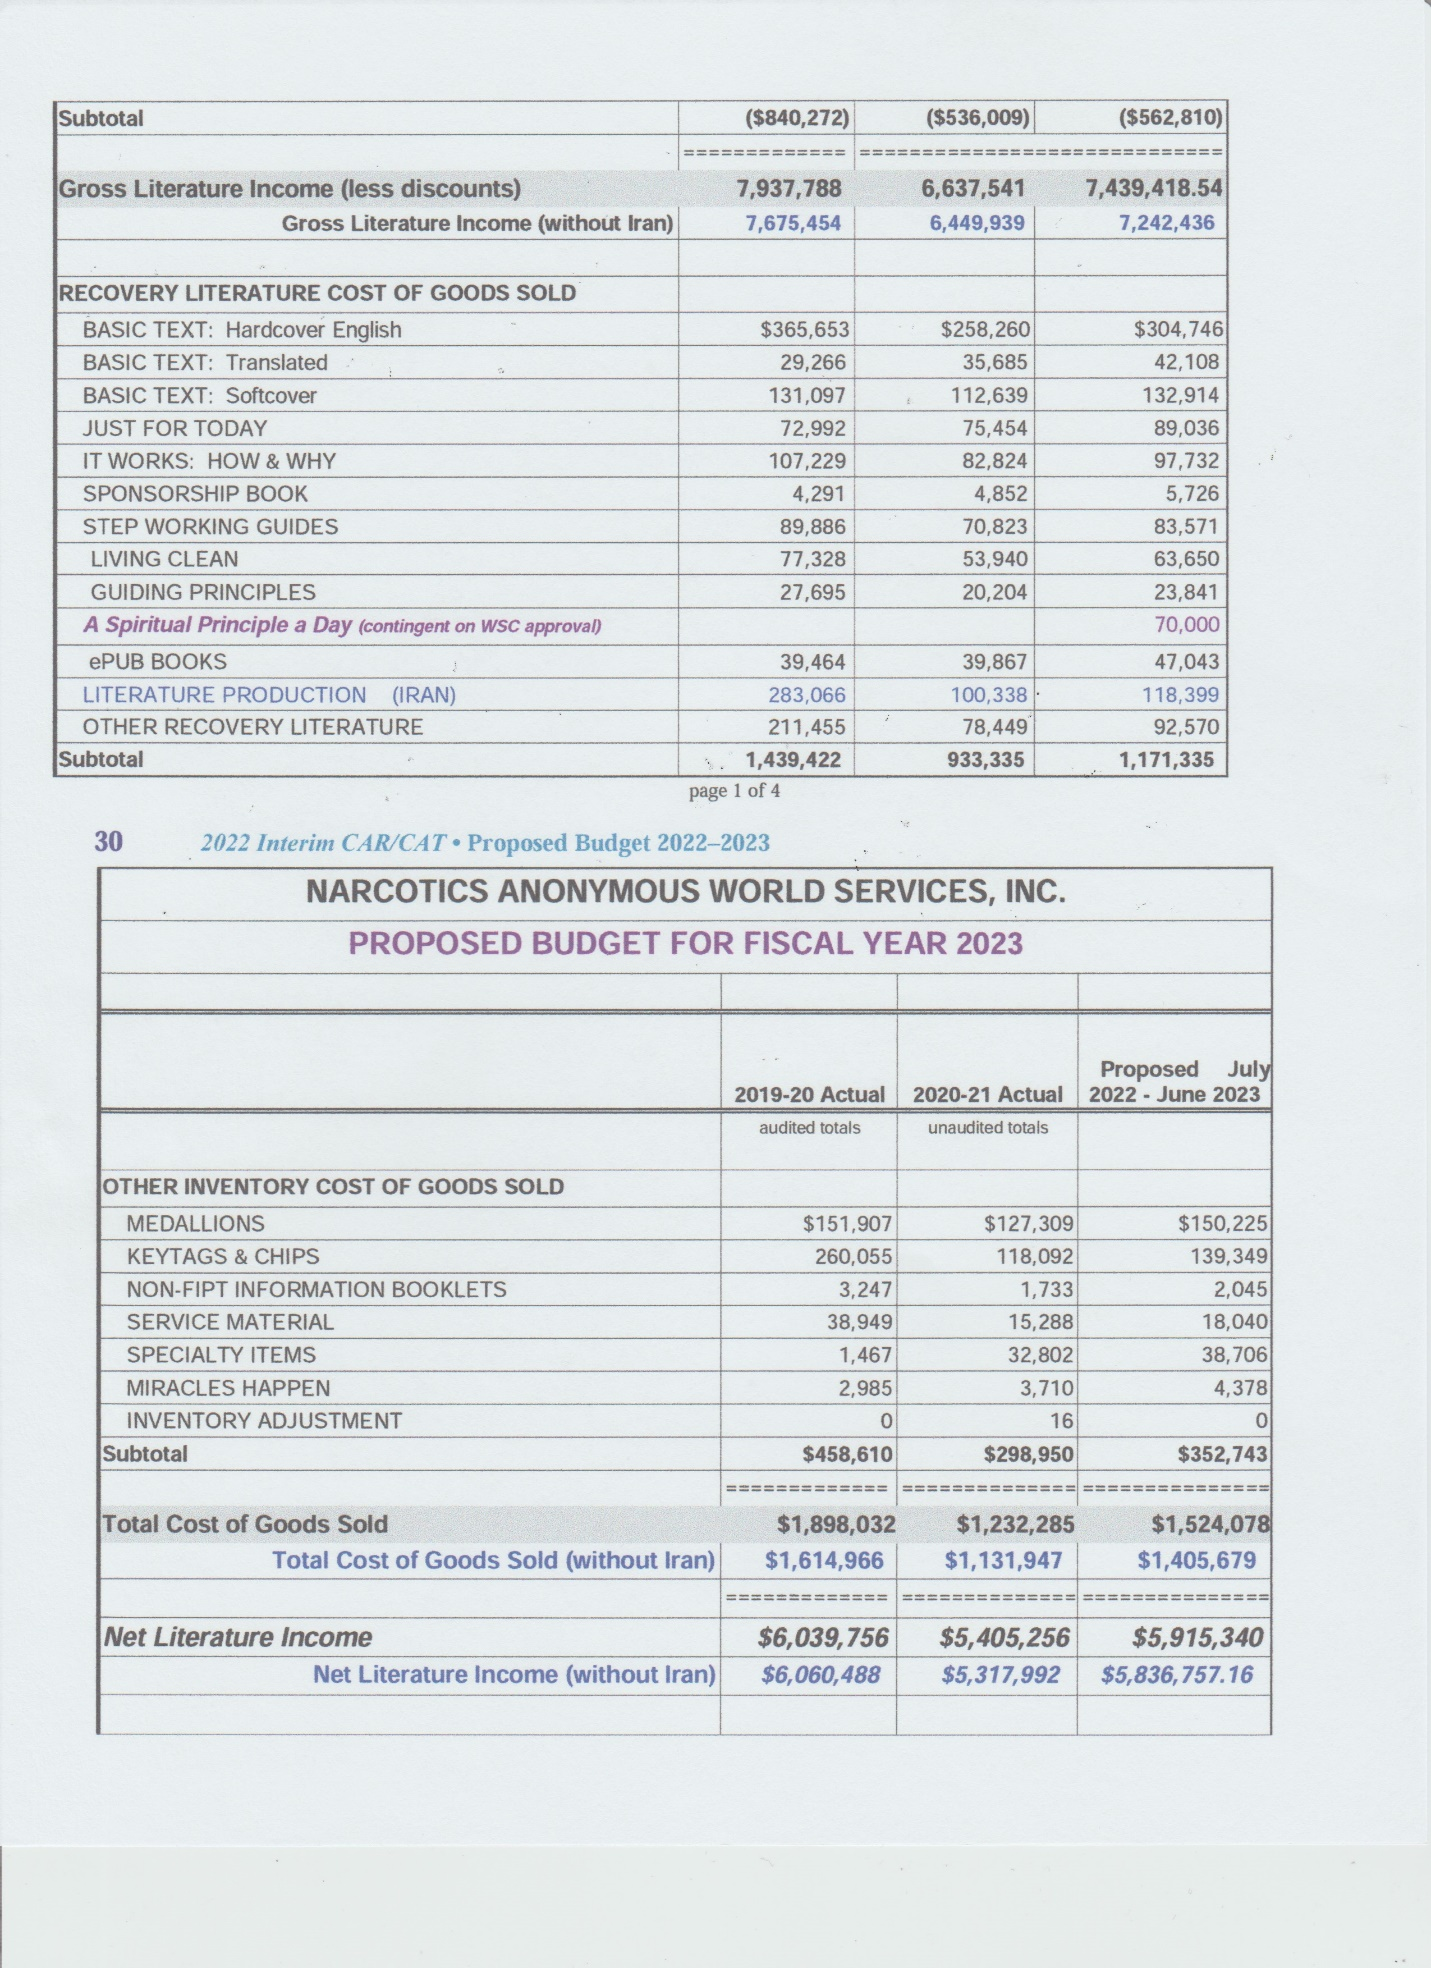 Subtotal ($840,272) ($536,009) ($562,810)
============= =============================
Gross Literature Income (less discounts) 7,937,788 6,637,541 7,439,418.54
Gross Literature Income (without Iran) 7,675,454 6,449,939 7,242,436
RECOVERY LITERATURE COST OF GOODS SOLD
BASIC TEXT: Hardcover English $365,653 $258,260 $304,746
BASIC TEXT: Translated 29,266 35,685 42,108
BASIC TEXT: Softcover 131,097 112,639 132,914
JUST FOR TODAY 72,992 75,454 89,036
IT WORKS: HOW & WHY 107,229 82,824 97,732
SPONSORSHIP BOOK 4,291 4,852 5,726
STEP WORKING GUIDES 89,886 70,823 83,571
LIVING CLEAN 77,328 53,940 63,650
GUIDING PRINCIPLES 27,695 20,204 23,841
A Spiritual Principle a Day (contingent on WSC approval) 70,000
ePUB BOOKS 39,464 39,867 47,043
LITERATURE PRODUCTION (IRAN) 283,066 100,338 118,399
OTHER RECOVERY LITERATURE 211,455 78,449 92,570
Subtotal 1,439,422 933,335 1,171,335
page 1 of 4
30 2022 Interim CAR/CAT • Proposed Budget 2022–2023
NARCOTICS ANONYMOUS WORLD SERVICES, INC.
PROPOSED BUDGET FOR FISCAL YEAR 2023
Proposed July
2019-20 Actual 2020-21 Actual 2022 - June 2023
audited totals unaudited totals
OTHER INVENTORY COST OF GOODS SOLD
MEDALLIONS $151,907 $127,309 $150,225
KEYTAGS & CHIPS 260,055 118,092 139,349
NON-FIPT INFORMATION BOOKLETS 3,247 1,733 2,045
SERVICE MATERIAL 38,949 15,288 18,040
SPECIALTY ITEMS 1,467 32,802 38,706
MIRACLES HAPPEN 2,985 3,710 4,378
INVENTORY ADJUSTMENT 0 16 0
Subtotal $458,610 $298,950 $352,743
============= ============== ===============
Total Cost of Goods Sold $1,898,032 $1,232,285 $1,524,078
Total Cost of Goods Sold (without Iran) $1,614,966 $1,131,947 $1,405,679
============= ============== ===============
Net Literature Income $6,039,756 $5,405,256 $5,915,340
Net Literature Income (without Iran) $6,060,488 $5,317,992 $5,836,757.16